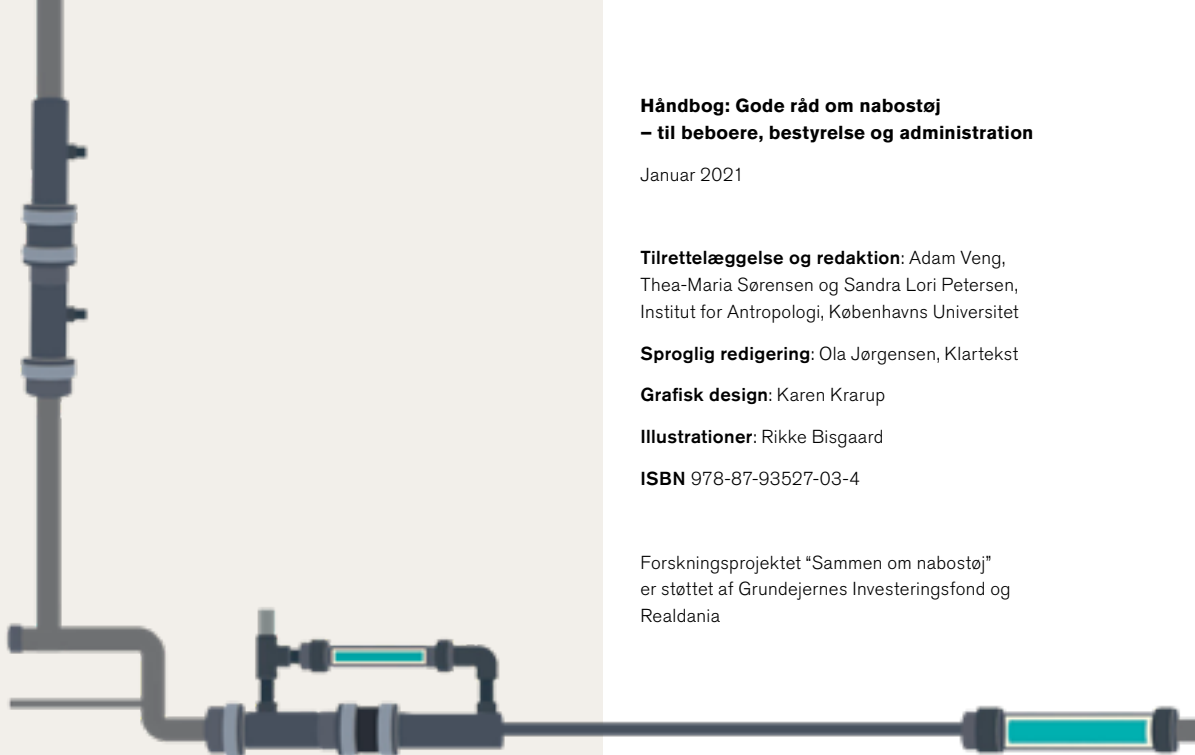 Håndbog: Gode råd om nabostøj
– til beboere, bestyrelse og administration
Januar 2021
Tilrettelæggelse og redaktion: Adam Veng,
Thea-Maria Sørensen og Sandra Lori Petersen,
Institut for Antropologi, Københavns Universitet
Sproglig redigering: Ola Jørgensen, Klartekst
Grafisk design: Karen Krarup
Illustrationer: Rikke Bisgaard
ISBN 978-87-93527-03-4
Forskningsprojektet “Sammen om nabostøj”
er støttet af Grundejernes Investeringsfond og
Realdania